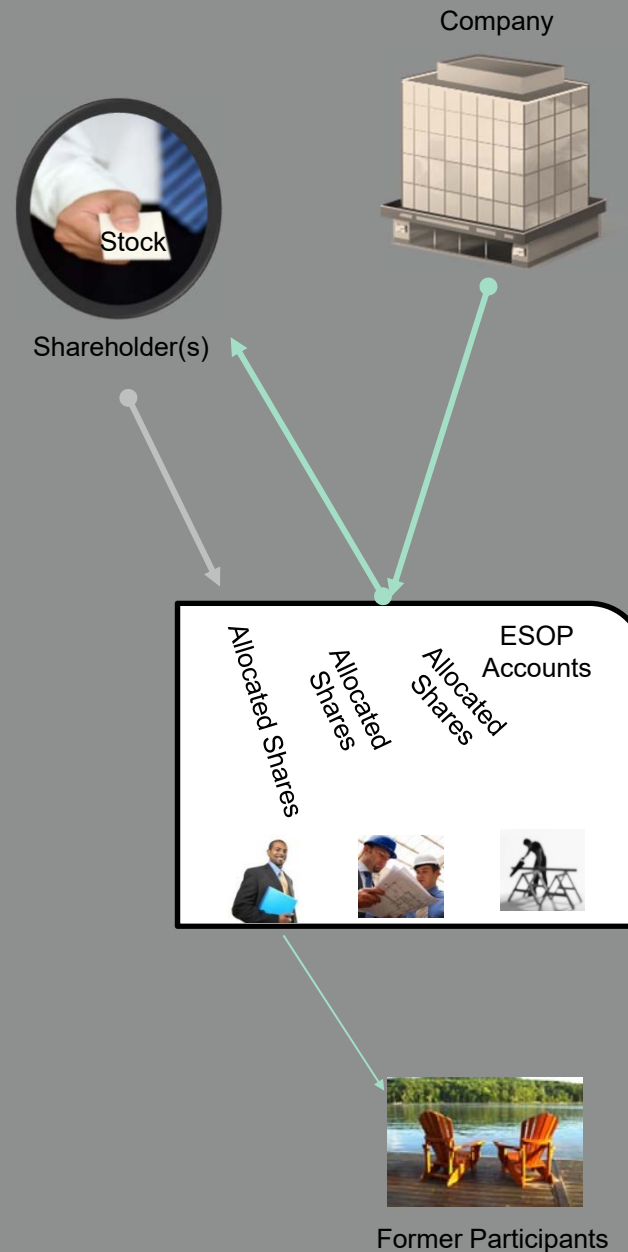 Company
Stock
Shareholder(s)
ESOP
Accounts
Allocated Shares
Allocated
Shares
Allocated
Shares
Former Participants